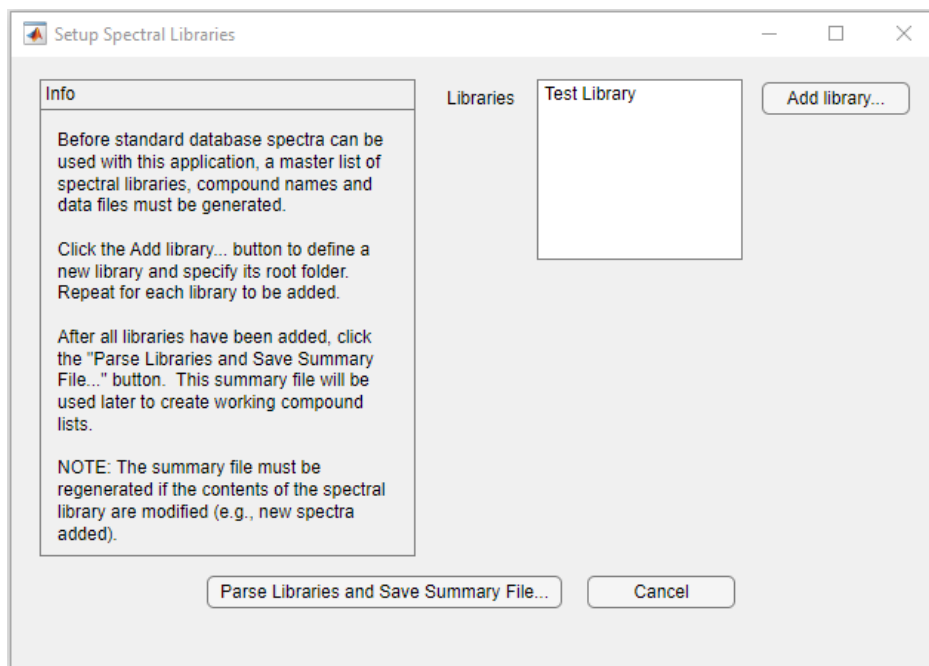 Setup Spectral Libraries
Info
Before standard database spectra can be
used with this application, a master list of
spectral libraries, compound names and
data files must be generated.
Click the Add library... button to define a
new library and specify its root folder.
Repeat for each library to be added.
After all libraries have been added, click
the "Parse Libraries and Save Summary
File..." button.  This summary file will be
used later to create working compound
lists.
NOTE: The summary file must be
regenerated if the contents of the spectral
library are modified (e.g., new spectra
added).
Libraries
Test Library
Add library...
Parse Libraries and Save Summary File...
Cancel